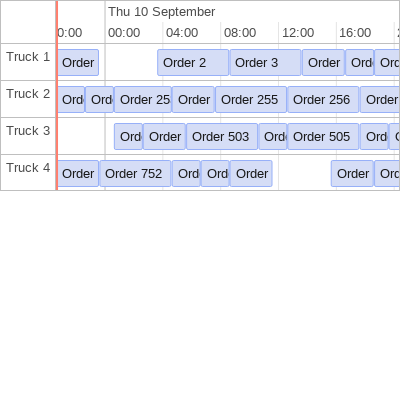 Thu 10 September
0:00 00:00 04:00 08:00 12:00 16:00
Truck 1 Order Order 2 Order 3 Order Ord Ord
Truck 2 Ord Ord Order 25 Order Order 255 Order 256 Order
Truck 3 Ord Order Order 503 Ord Order 505 Ord
Truck 4 Order Order 752 Ord Ord Order Order Ord